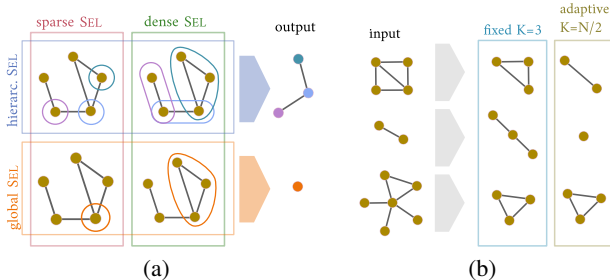 sparse SEL
dense SEL
output
hierarc. SEL
global SEL
(a)
input
fixed K=3
adaptive
K=N/2
(b)